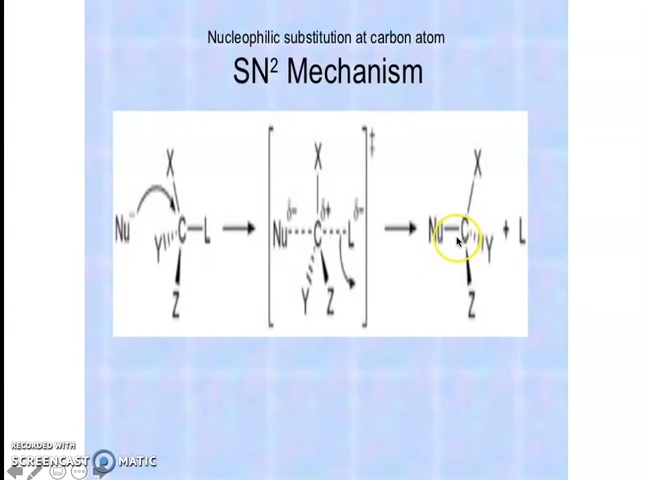 Nucleophilic substitution at carbon atom
SN² Mechanism
X X X
δ- δ+ δ- ‡
Nu- C L Nu C L Nu C + L
Y Y Z Y
Z Z
RECORDED WITH
SCREENCAST MATIC